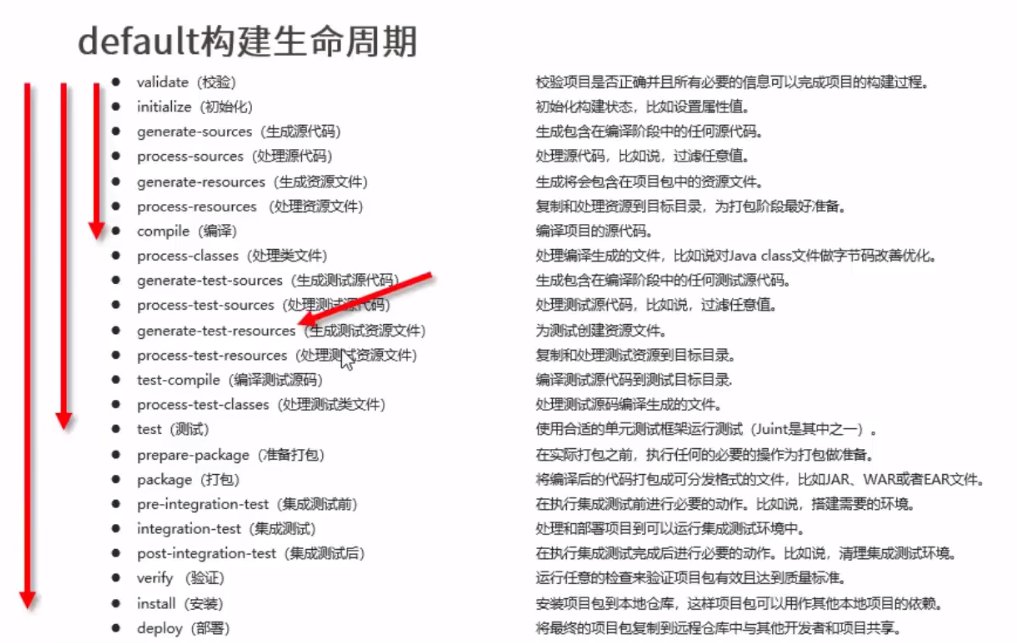 default构建生命周期
validate（校验） 校验项目是否正确并且所有必要的信息可以完成项目的构建过程。
initialize（初始化） 初始化构建状态，比如设置属性值。
generate-sources（生成源代码） 生成包含在编译阶段中的任何源代码。
process-sources（处理源代码） 处理源代码，比如说，过滤任意值。
generate-resources（生成资源文件） 生成将会包含在项目包中的资源文件。
process-resources （处理资源文件） 复制和处理资源到目标目录，为打包阶段最好准备。
compile（编译） 编译项目的源代码。
process-classes（处理类文件） 处理编译生成的文件，比如说对Java class文件做字节码改善优化。
generate-test-sources（生成测试源代码） 生成包含在编译阶段中的任何测试源代码。
process-test-sources（处理测试源代码） 处理测试源代码，比如说，过滤任意值。
generate-test-resources（生成测试资源文件） 为测试创建资源文件。
process-test-resources（处理测试资源文件） 复制和处理测试资源到目标目录。
test-compile（编译测试源码） 编译测试源代码到测试目标目录.
process-test-classes（处理测试类文件） 处理测试源码编译生成的文件。
test（测试） 使用合适的单元测试框架运行测试（Juint是其中之一）。
prepare-package（准备打包） 在实际打包之前，执行任何的必要的操作为打包做准备。
package（打包） 将编译后的代码打包成可分发格式的文件，比如JAR、WAR或者EAR文件。
pre-integration-test（集成测试前） 在执行集成测试前进行必要的动作。比如说，搭建需要的环境。
integration-test（集成测试） 处理和部署项目到可以运行集成测试环境中。
post-integration-test（集成测试后） 在执行集成测试完成后进行必要的动作。比如说，清理集成测试环境。
verify （验证） 运行任意的检查来验证项目包有效且达到质量标准。
install（安装） 安装项目包到本地仓库，这样项目包可以用作其他本地项目的依赖。
deploy（部署） 将最终的项目包复制到远程仓库中与其他开发者和项目共享。